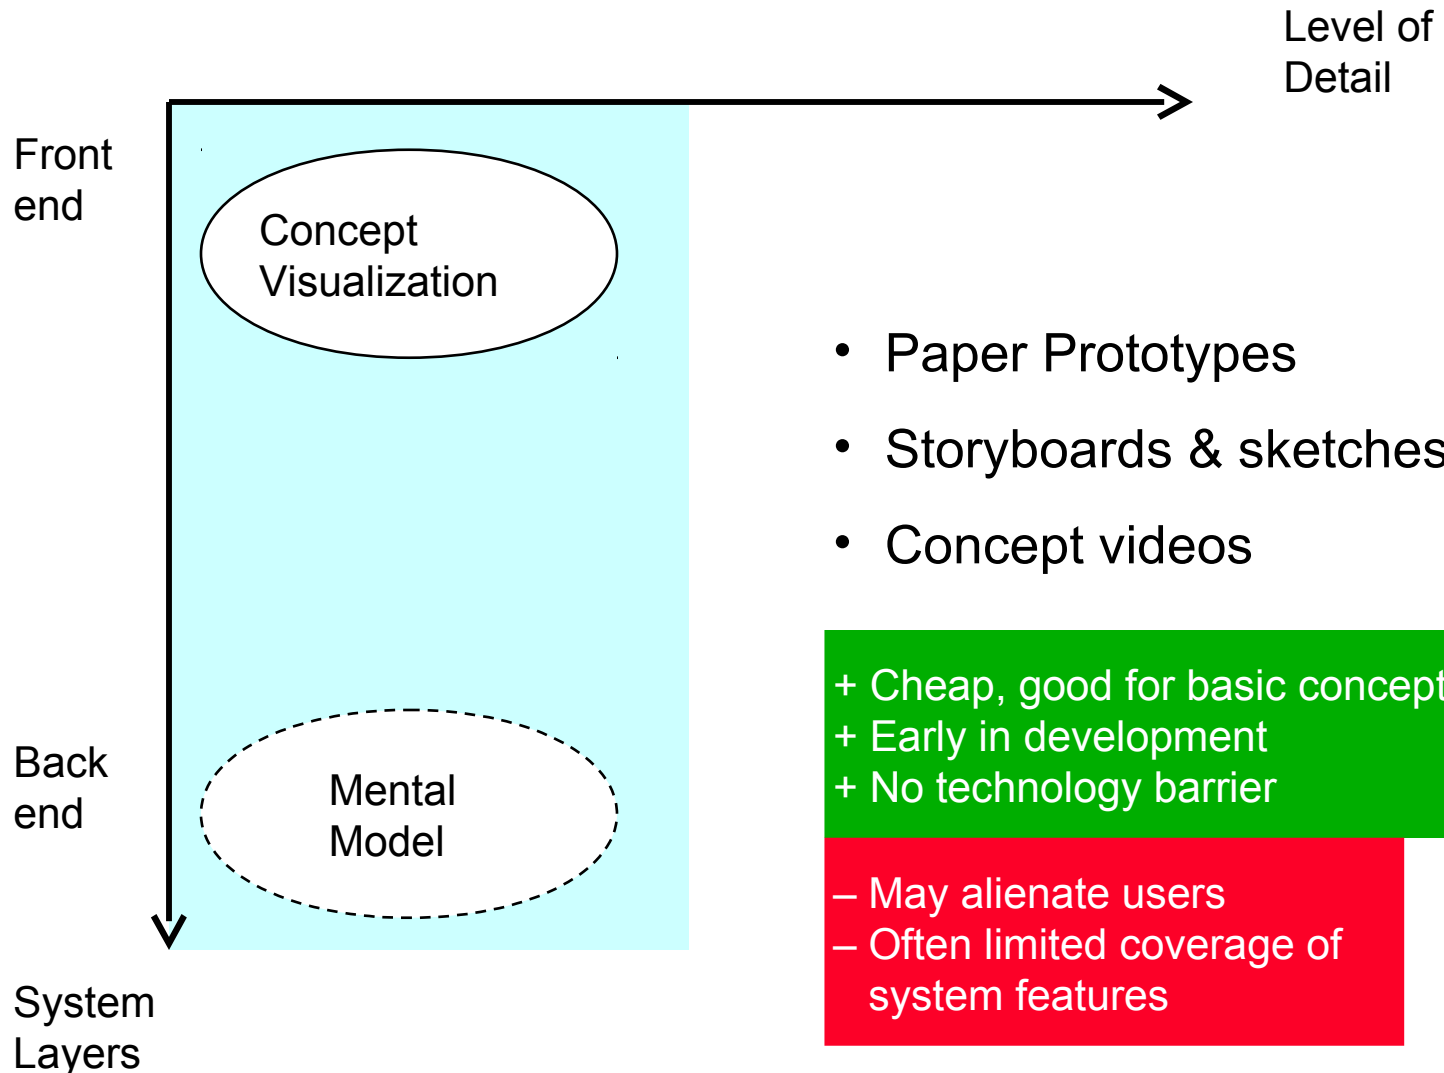 Level of
Detail
Front
end
Concept
Visualization
• Paper Prototypes
• Storyboards & sketches
• Concept videos
+ Cheap, good for basic concept
+ Early in development
+ No technology barrier
Back
end
Mental
Model
– May alienate users
– Often limited coverage of
system features
System
Layers